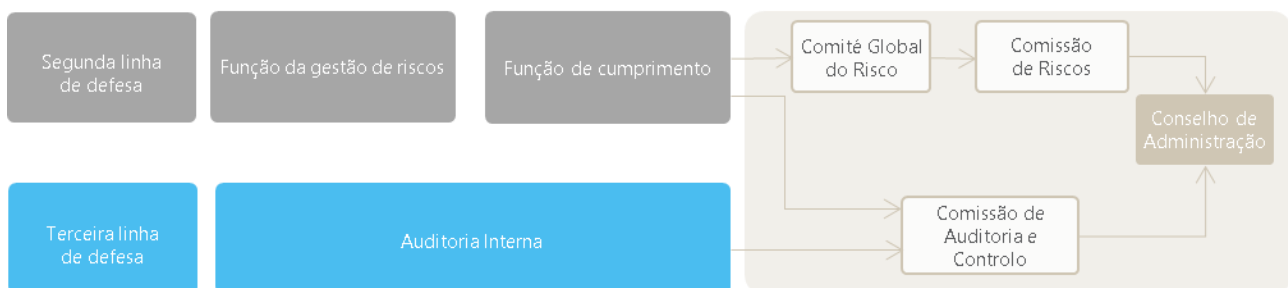 Segunda linha
de defesa
Função da gestão de riscos
Função de cumprimento
Comité Global
do Risco
Comissão
de Riscos
Conselho de
Administração
Terceira linha
de defesa
Auditoria Interna
Comissão de
Auditoria e
Controlo